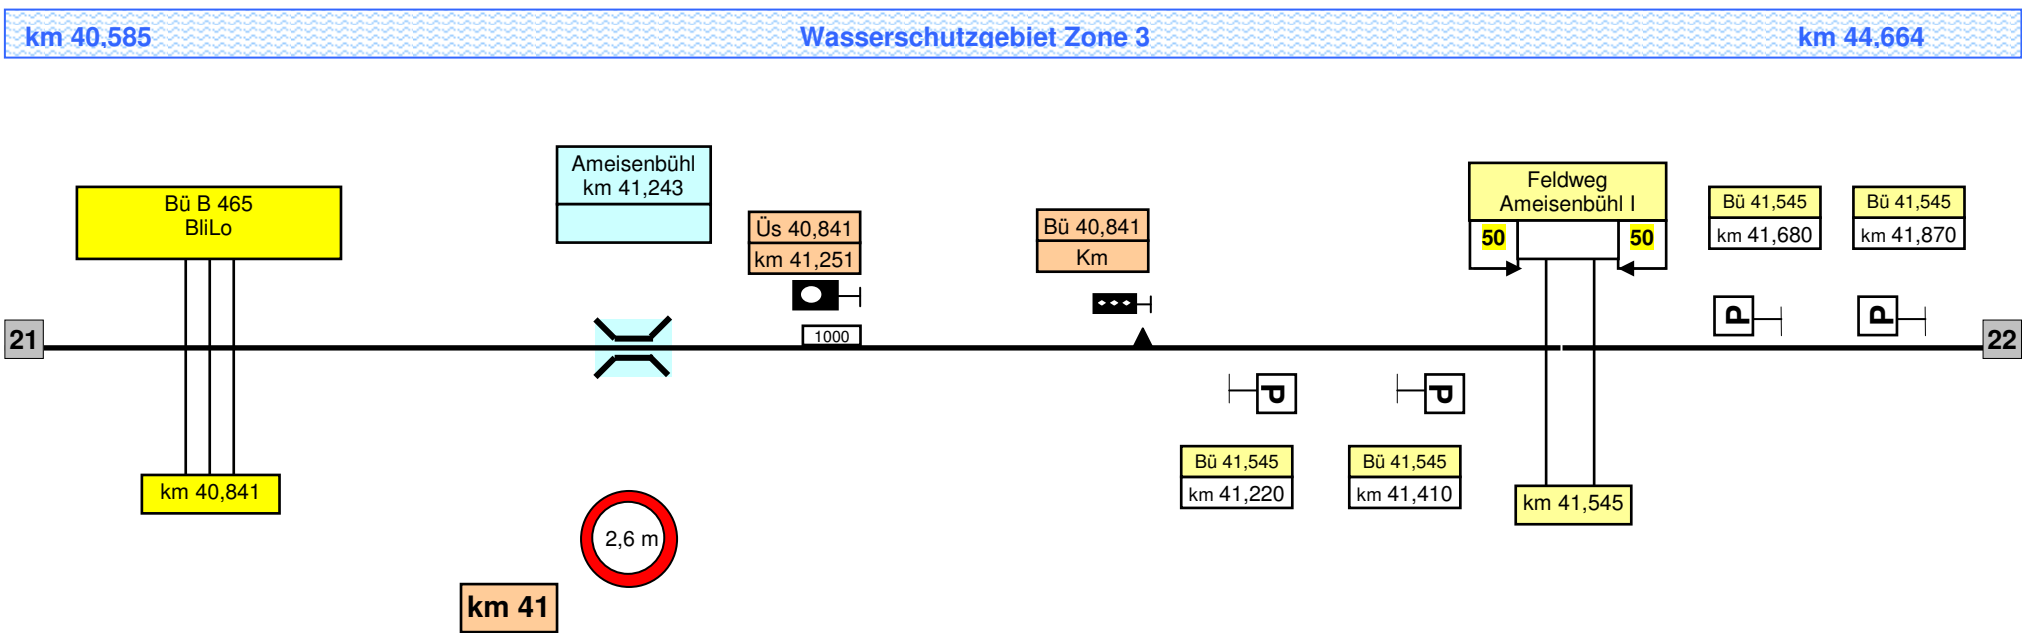 km 40,585 Wasserschutzgebiet Zone 3 km 44,664
Bü B 465
BliLo
Ameisenbühl
km 41,243
Üs 40,841
km 41,251
Bü 40,841
Km
Feldweg
Ameisenbühl I
50 50
Bü 41,545
km 41,680
Bü 41,545
km 41,870
P P
21 1000 22
P P
Bü 41,545
km 41,220
Bü 41,545
km 41,410
km 40,841
km 41,545
2,6 m
km 41